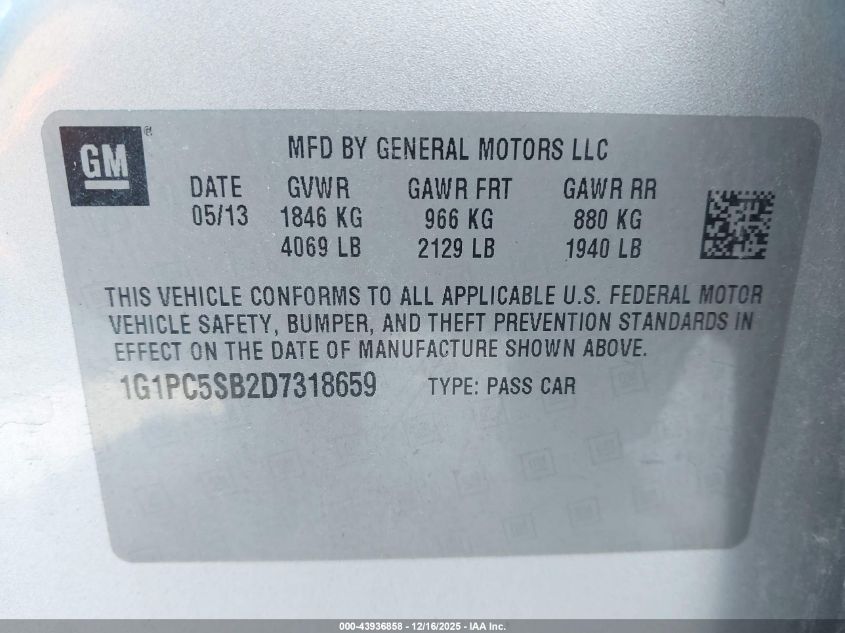 GM
®
MFD BY GENERAL MOTORS LLC
DATE GVWR GAWR FRT GAWR RR
05/13 1846 KG 966 KG 880 KG
4069 LB 2129 LB 1940 LB
THIS VEHICLE CONFORMS TO ALL APPLICABLE U.S. FEDERAL MOTOR
VEHICLE SAFETY, BUMPER, AND THEFT PREVENTION STANDARDS IN
EFFECT ON THE DATE OF MANUFACTURE SHOWN ABOVE.
1G1PC5SB2D7318659 TYPE: PASS CAR
000-43936858 - 12/16/2025 - IAA Inc.